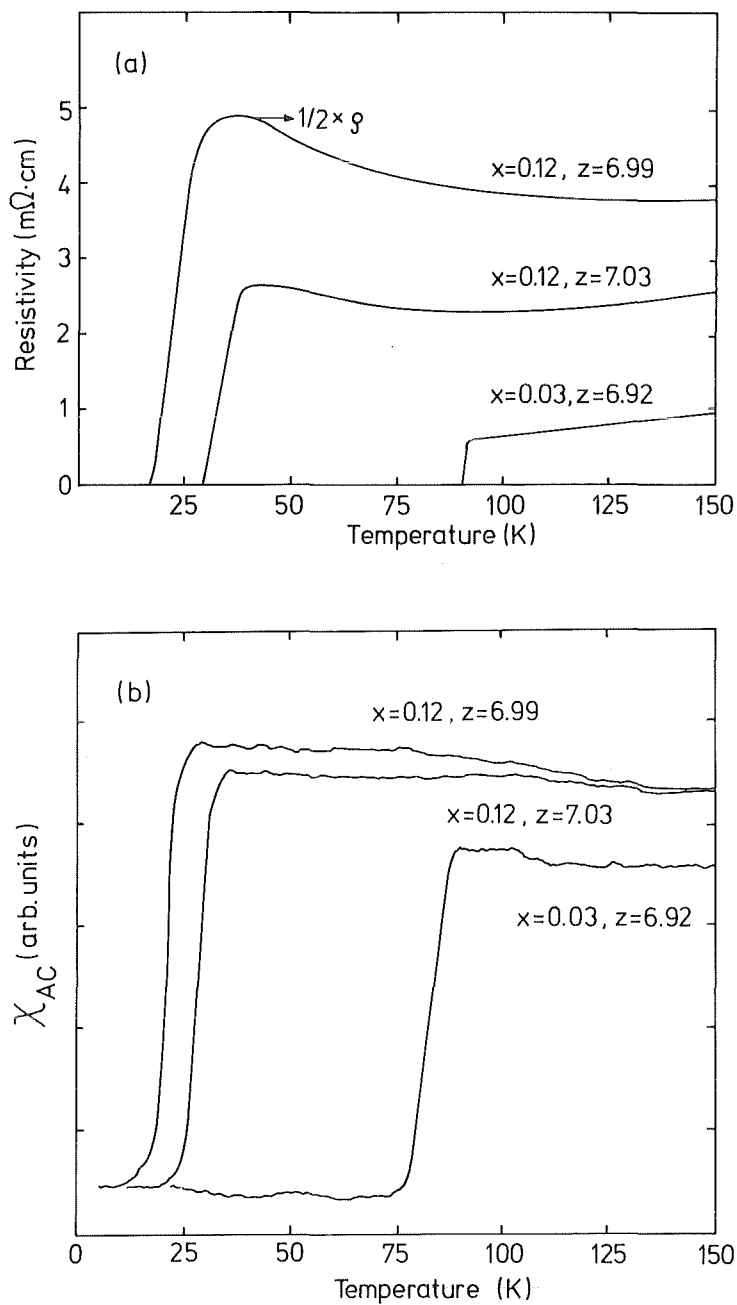 (a)
5
4
3
2
1
0
Resistivity (mΩ·cm)
1/2×ρ
x=0.12, z=6.99
x=0.12, z=7.03
x=0.03, z=6.92
25 50 75 100 125 150
Temperature (K)
(b)
x=0.12, z=6.99
x=0.12, z=7.03
x=0.03, z=6.92
χAC (arb. units)
0 25 50 75 100 125 150
Temperature (K)